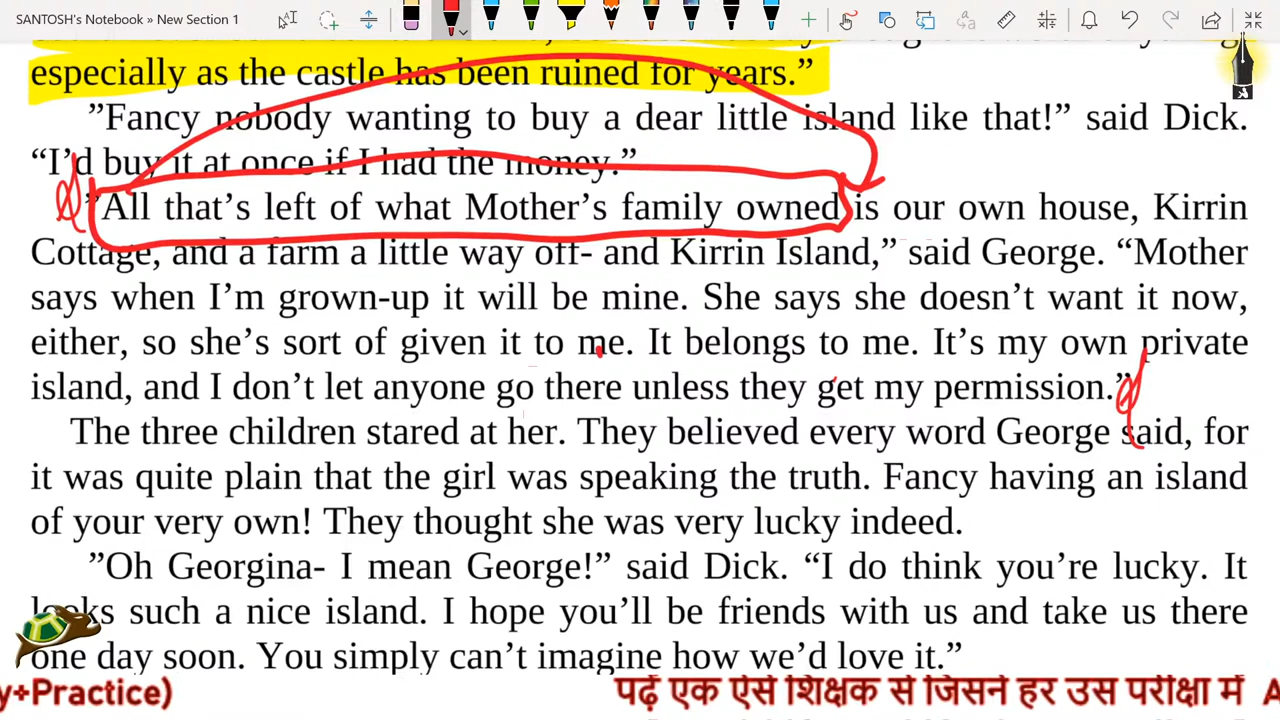 SANTOSH's Notebook » New Section 1
especially as the castle has been ruined for years.”
”Fancy nobody wanting to buy a dear little island like that!” said Dick.
“I’d buy it at once if I had the money.”
”All that’s left of what Mother’s family owned is our own house, Kirrin
Cottage, and a farm a little way off- and Kirrin Island,” said George. “Mother
says when I’m grown-up it will be mine. She says she doesn’t want it now,
either, so she’s sort of given it to me. It belongs to me. It’s my own private
island, and I don’t let anyone go there unless they get my permission.”
The three children stared at her. They believed every word George said, for
it was quite plain that the girl was speaking the truth. Fancy having an island
of your very own! They thought she was very lucky indeed.
”Oh Georgina- I mean George!” said Dick. “I do think you’re lucky. It
looks such a nice island. I hope you’ll be friends with us and take us there
one day soon. You simply can’t imagine how we’d love it.”
y+Practice) पढ़ें एक ऐसे शिक्षक से जिसने हर उस परीक्षा में A